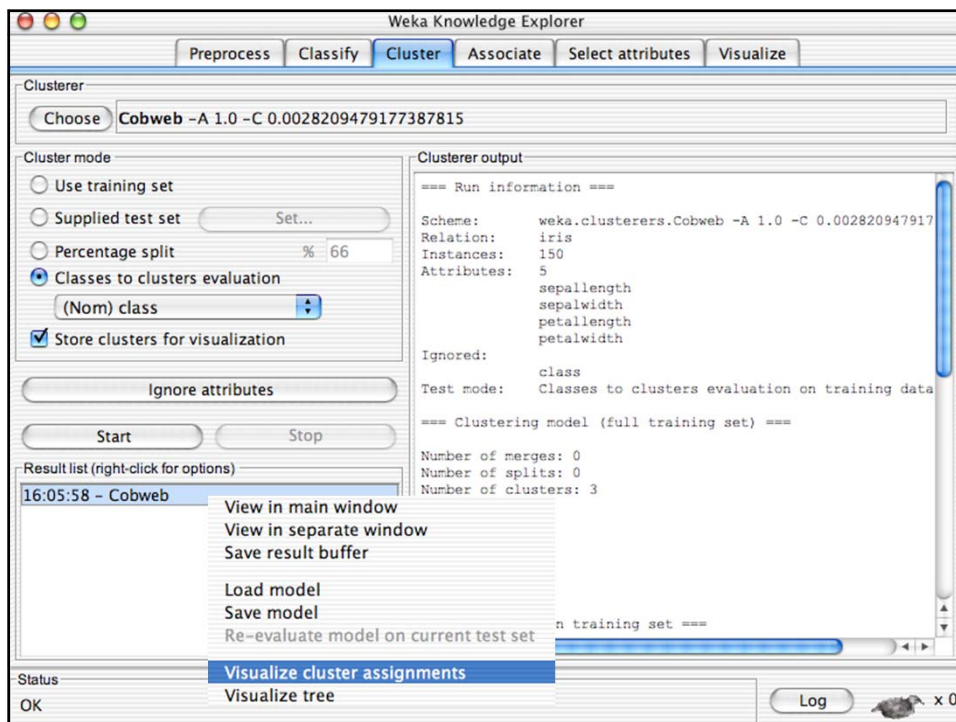 Weka Knowledge Explorer
Preprocess Classify Cluster Associate Select attributes Visualize
Clusterer
Choose Cobweb -A 1.0 -C 0.0028209479177387815
Cluster mode
Use training set
Supplied test set Set...
Percentage split % 66
Classes to clusters evaluation
(Nom) class
Store clusters for visualization
Ignore attributes
Start Stop
Result list (right-click for options)
16:05:58 – Cobweb
View in main window
View in separate window
Save result buffer
Load model
Save model
Re-evaluate model on current test set
Visualize cluster assignments
Visualize tree
Clusterer output
=== Run information ===
Scheme: weka.clusterers.Cobweb -A 1.0 -C 0.002820947917
Relation: iris
Instances: 150
Attributes: 5
sepallength
sepalwidth
petallength
petalwidth
Ignored:
class
Test mode: Classes to clusters evaluation on training data
=== Clustering model (full training set) ===
Number of merges: 0
Number of splits: 0
Number of clusters: 3
n training set ===
Status
OK
Log x 0